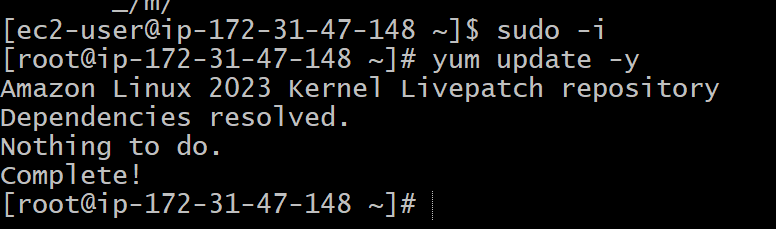 _/m/
[ec2-user@ip-172-31-47-148 ~]$ sudo -i
[root@ip-172-31-47-148 ~]# yum update -y
Amazon Linux 2023 Kernel Livepatch repository
Dependencies resolved.
Nothing to do.
Complete!
[root@ip-172-31-47-148 ~]#